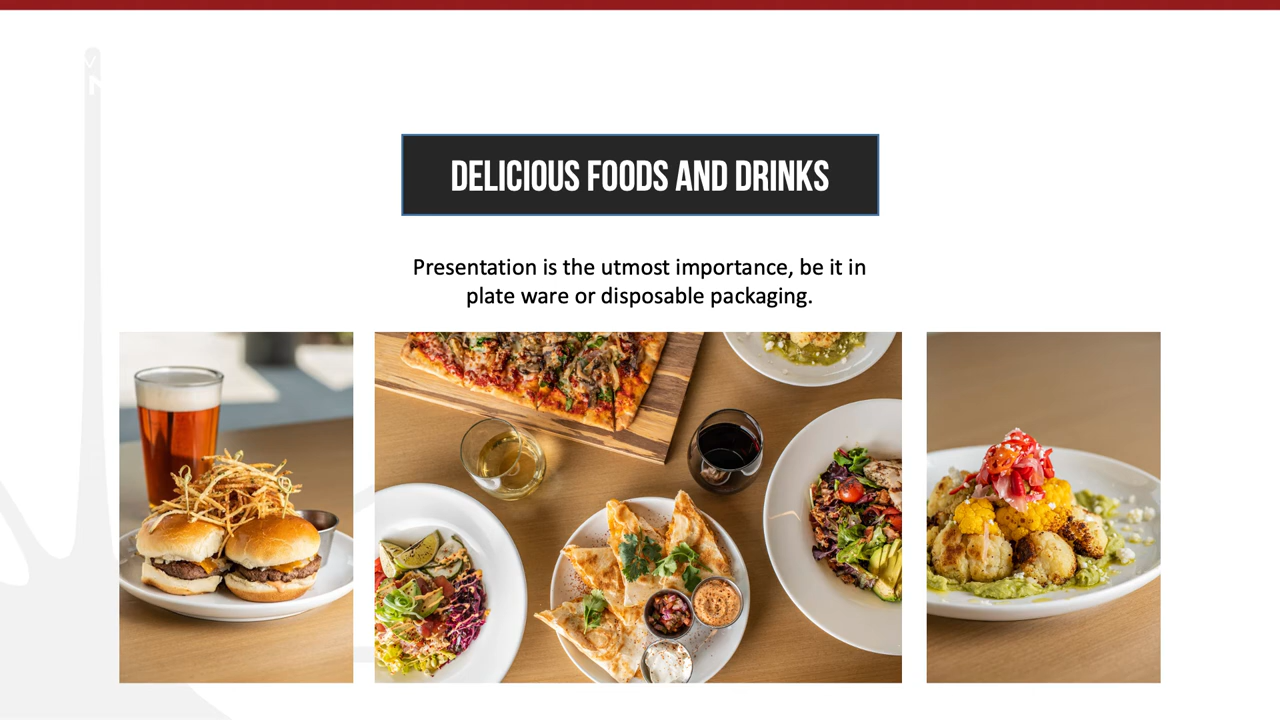 DELICIOUS FOODS AND DRINKS
Presentation is the utmost importance, be it in
plate ware or disposable packaging.